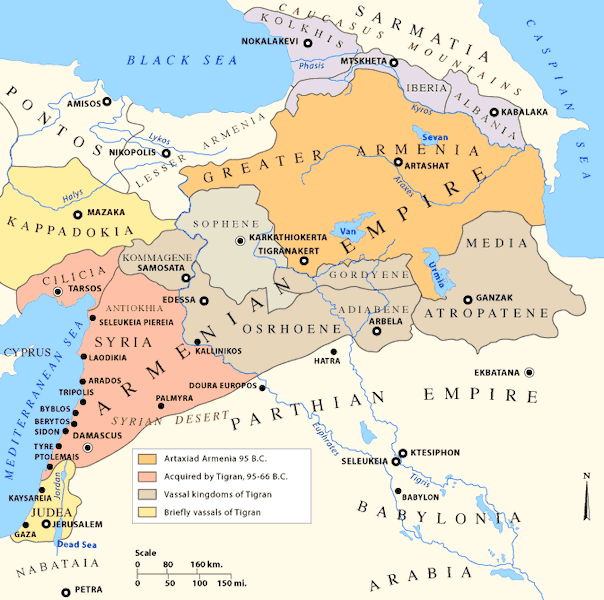 SARMATIA
CAUCASUS MOUNTAINS
KOLKHIS
NOKALAKEVI
Phasis
MTSKHETA
IBERIA
ALBANIA
KABALAKA
Kyros
CASPIAN SEA
BLACK SEA
PONTOS
AMISOS
Lykos
NIKOPOLIS
LESSER ARMENIA
GREATER ARMENIA
Sevan
ARTASHAT
Araxes
Halys
MAZAKA
KAPPADOKIA
SOPHENE
KARKATHIOKERTA
TIGRANAKERT
Van
ARMENIAN EMPIRE
MEDIA
ATROPATENE
Urmia
GANZAK
KOMMAGENE
SAMOSATA
GORDYENE
CILICIA
TARSOS
EDESSA
ADIABENE
ARBELA
OSRHOENE
ANTIOKHIA
SELEUKEIA PIEREIA
SYRIA
KALLINIKOS
HATRA
CYPRUS
LAODIKIA
MEDITERRANEAN SEA
ARADOS
TRIPOLIS
BYBLOS
BERYTOS
SIDON
DAMASCUS
TYRE
PTOLEMAIS
PALMYRA
DOURA EUROPOS
SYRIAN DESERT
EKBATANA
PARTHIAN EMPIRE
Euphrates
KTESIPHON
SELEUKEIA
Tigris
BABYLON
BABYLONIA
KAYSAREIA
Jordan
JUDEA
JERUSALEM
GAZA
Dead Sea
NABATAIA
PETRA
ARABIA
Artaxiad Armenia 95 B.C.
Acquired by Tigran, 95-66 B.C.
Vassal kingdoms of Tigran
Briefly vassals of Tigran
Scale
0 80 160 km.
0 50 100 150 mi.
N